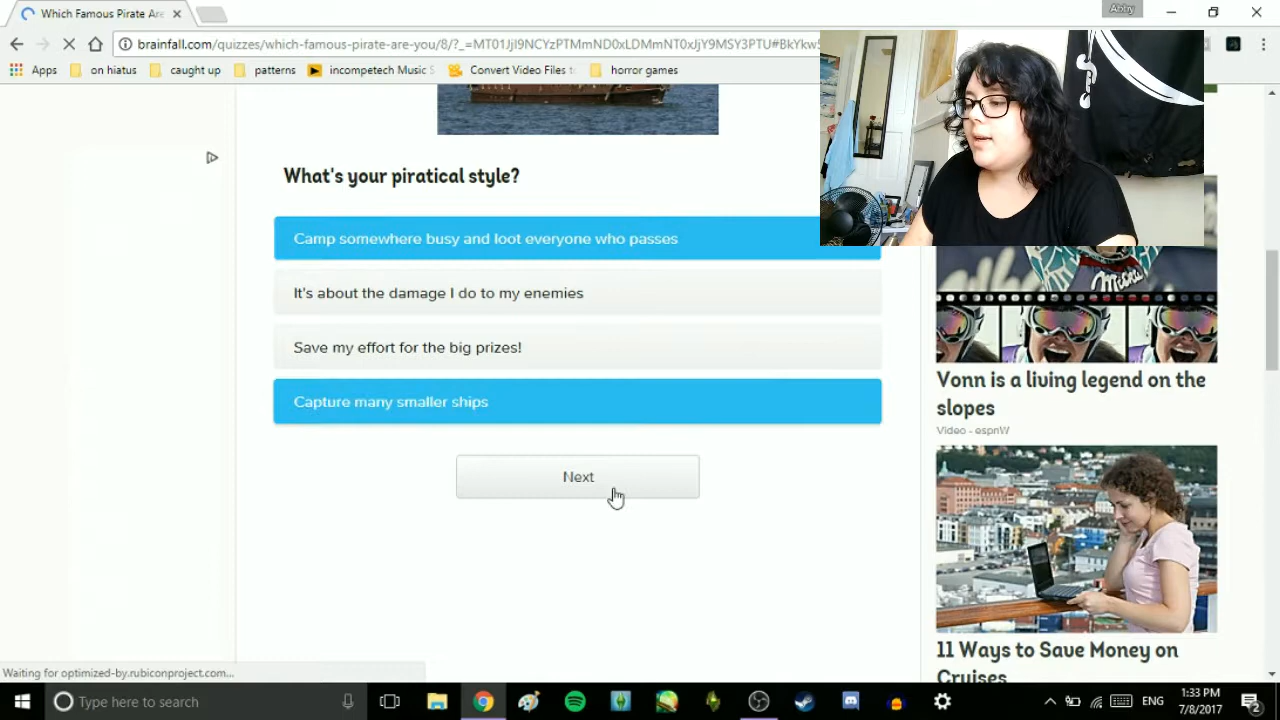 Which Famous Pirate Are
Abby
brainfall.com/quizzes/which-famous-pirate-are-you/8/?_=MT01JjI9NCYzPTMmND0xLDMmNT0xJjY9MSY3PTU#BkYkw
Apps
on hiatus
caught up
patterns
incompetech Music S
Convert Video Files t
horror games
What's your piratical style?
Camp somewhere busy and loot everyone who passes
It's about the damage I do to my enemies
Save my effort for the big prizes!
Capture many smaller ships
Next
Vonn is a living legend on the
slopes
Video - espnW
11 Ways to Save Money on
Cruises
Waiting for optimized-by.rubiconproject.com...
Type here to search
ENG
1:33 PM
7/8/2017
2